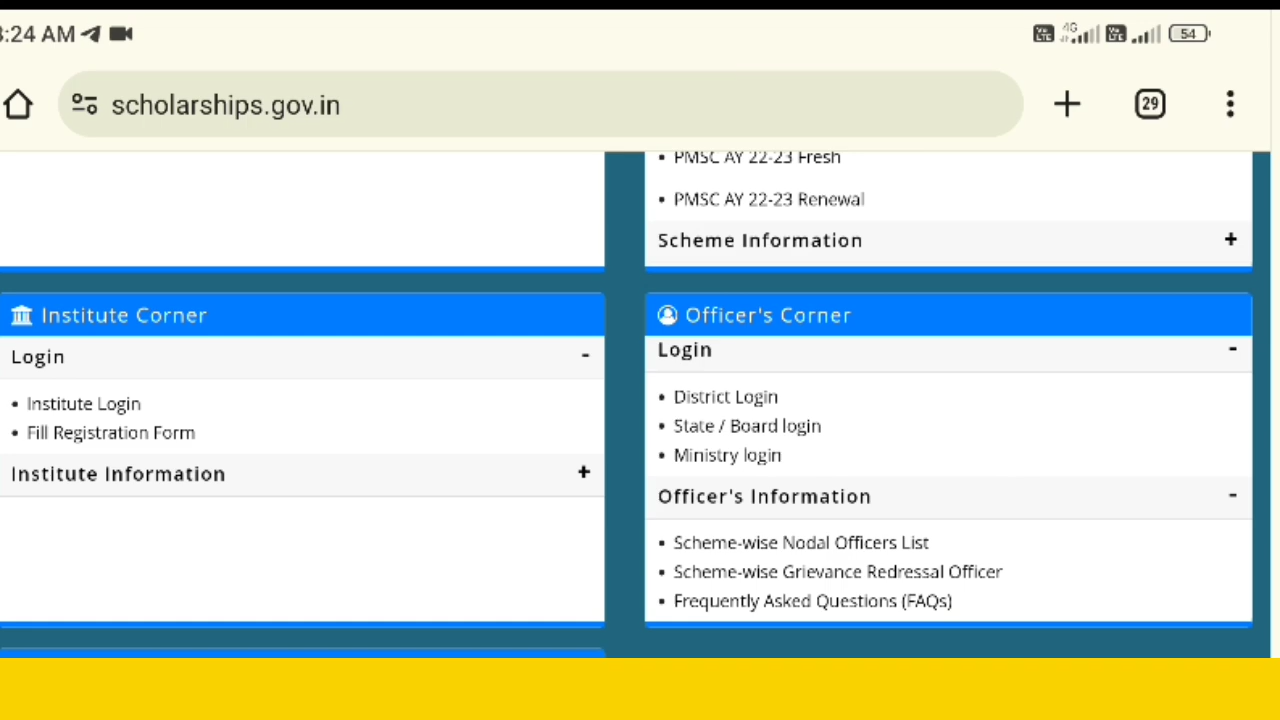 :24 AM
4G
54
scholarships.gov.in
29
PMSC AY 22-23 Fresh
PMSC AY 22-23 Renewal
Scheme Information +
Institute Corner
Login -
Institute Login
Fill Registration Form
Institute Information +
Officer's Corner
Login -
District Login
State / Board login
Ministry login
Officer's Information -
Scheme-wise Nodal Officers List
Scheme-wise Grievance Redressal Officer
Frequently Asked Questions (FAQs)